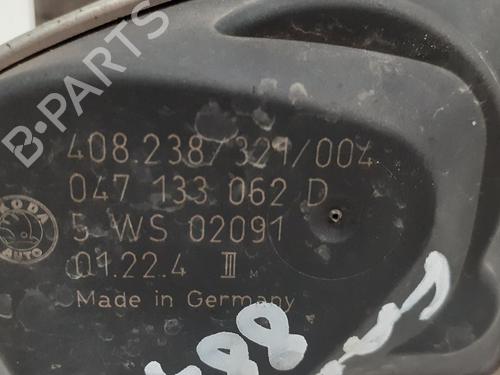 B-PARTS
408.238/321/004
047 133 062 D
5 WS 02091
01.22.4 III M
Made in Germany
SKODA
AUTO
88